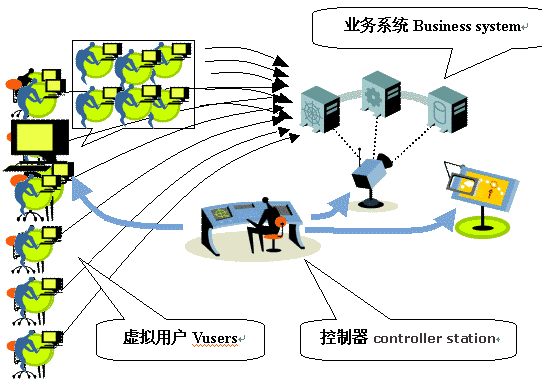 业务系统 Business system
虚拟用户 Vusers
控制器 controller station